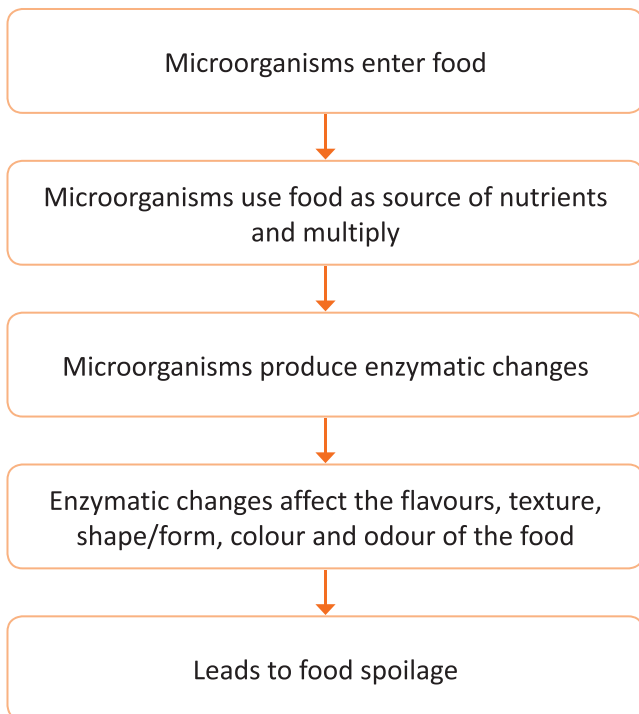 Microorganisms enter food
Microorganisms use food as source of nutrients
and multiply
Microorganisms produce enzymatic changes
Enzymatic changes affect the flavours, texture,
shape/form, colour and odour of the food
Leads to food spoilage